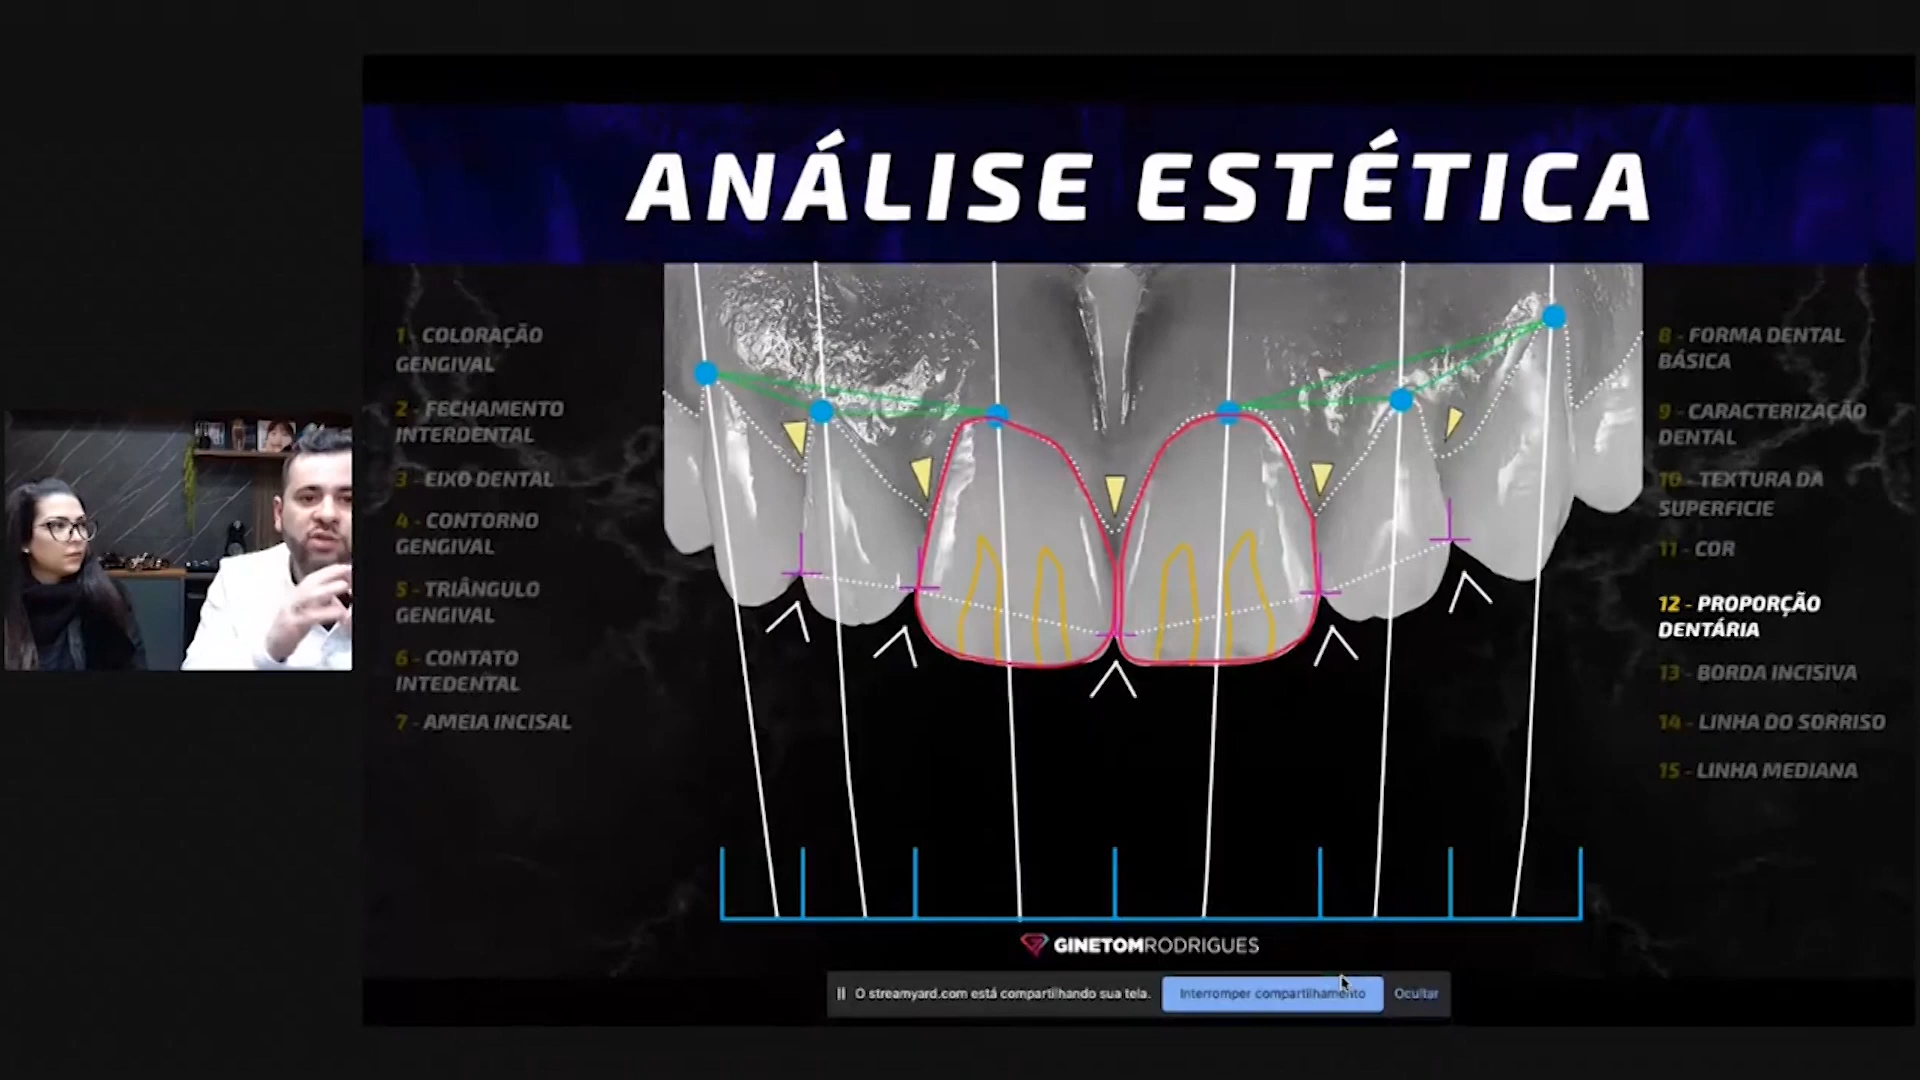 ANÁLISE ESTÉTICA
1 - COLORAÇÃO
GENGIVAL
2 - FECHAMENTO
INTERDENTAL
3 - EIXO DENTAL
4 - CONTORNO
GENGIVAL
5 - TRIÂNGULO
GENGIVAL
6 - CONTATO
INTEDENTAL
7 - AMEIA INCISAL
8 - FORMA DENTAL
BÁSICA
9 - CARACTERIZAÇÃO
DENTAL
10 - TEXTURA DA
SUPERFICIE
11 - COR
12 - PROPORÇÃO
DENTÁRIA
13 - BORDA INCISIVA
14 - LINHA DO SORRISO
15 - LINHA MEDIANA
GINETOMRODRIGUES
O streamyard.com está compartilhando sua tela.
Interromper compartilhamento
Ocultar